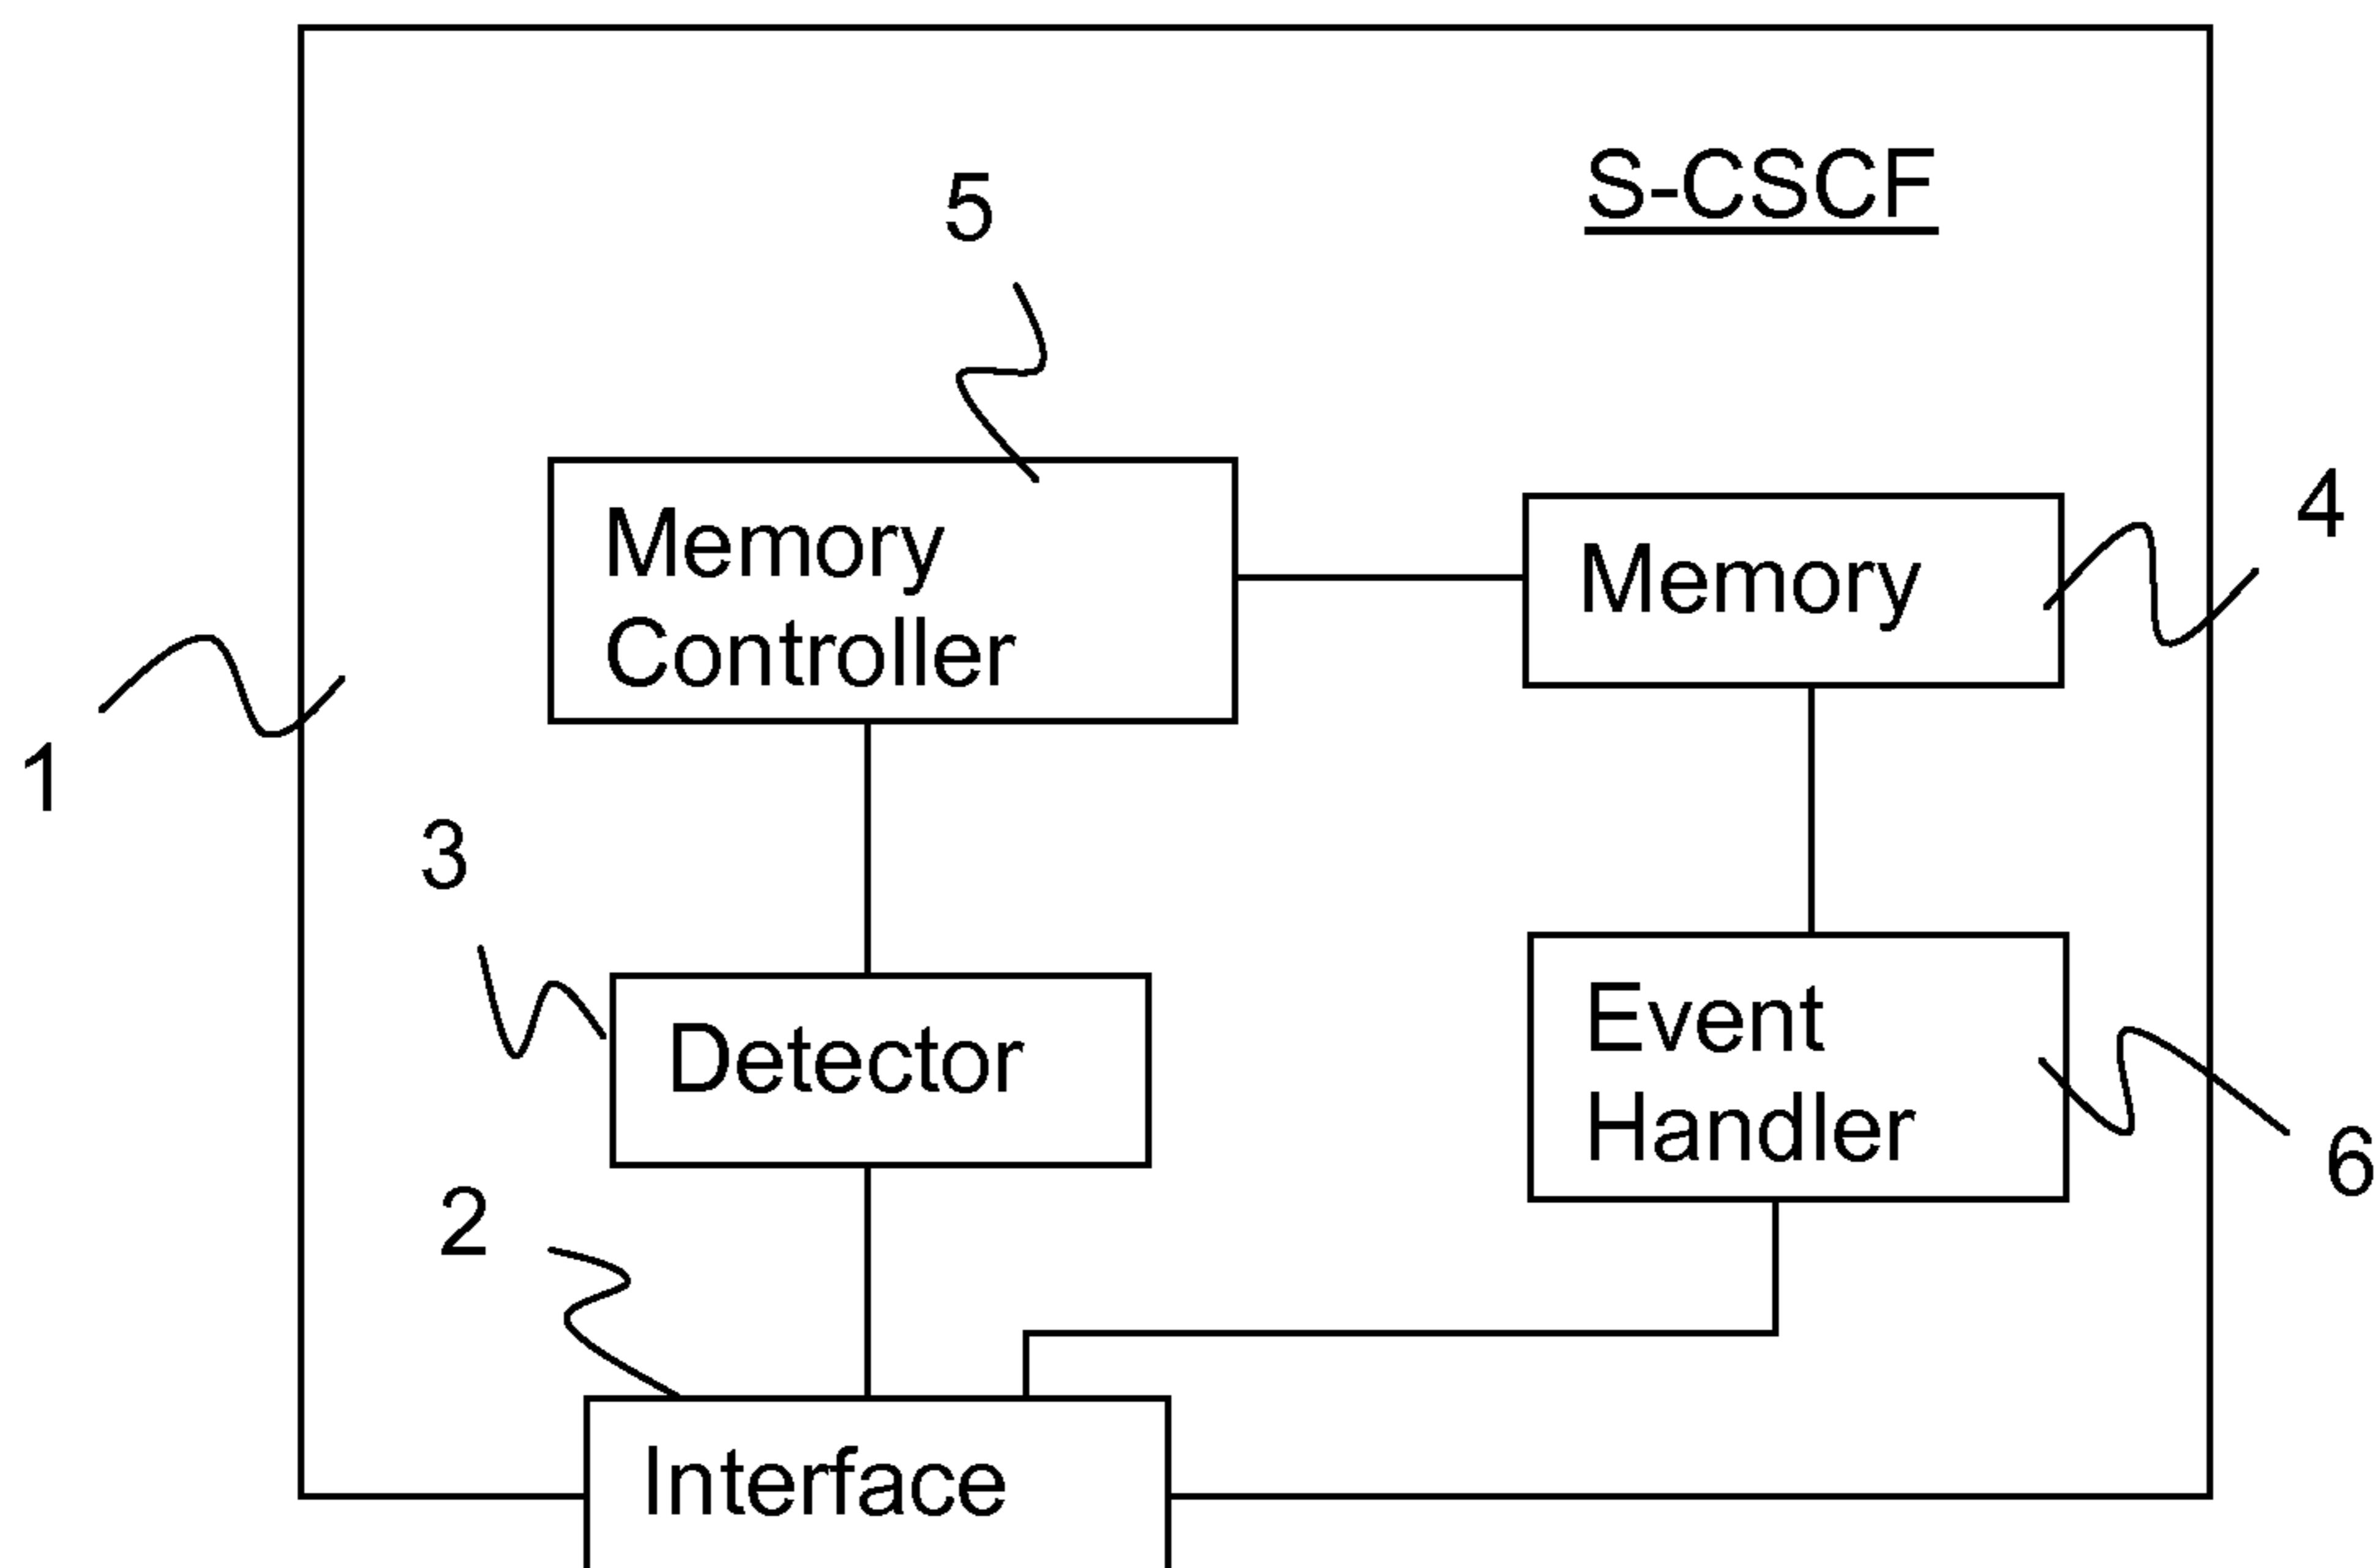 S-CSCF
5
4
Memory
Controller
Memory
1
3
Detector
Event
Handler
6
2
Interface